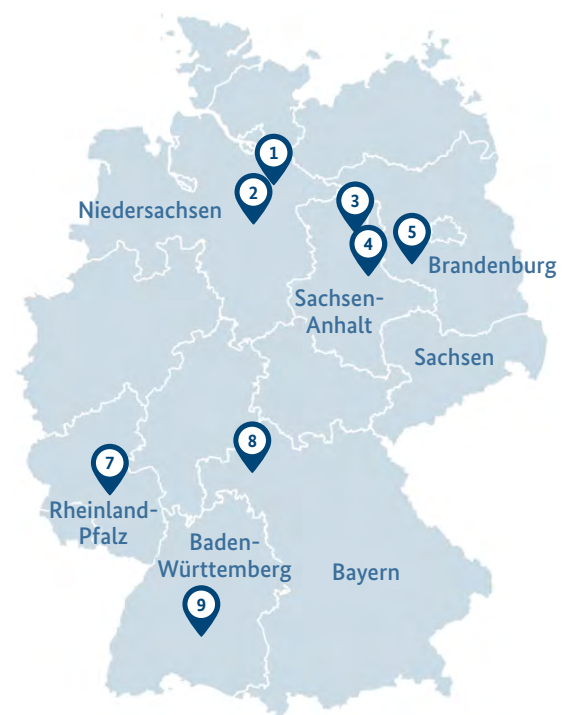 1
2
Niedersachsen
3
4
5
Brandenburg
Sachsen-
Anhalt
Sachsen
8
7
Rheinland-
Pfalz
Baden-
Württemberg
Bayern
9